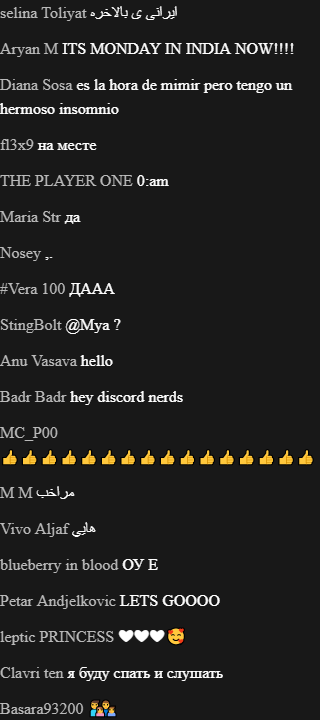 selina Toliyat ایرانی ی بالاخره
Aryan M ITS MONDAY IN INDIA NOW!!!!
Diana Sosa es la hora de mimir pero tengo un
hermoso insomnio
fl3x9 на месте
THE PLAYER ONE 0:am
Maria Str да
Nosey ,.
#Vera 100 ДААА
StingBolt @Mya ?
Anu Vasava hello
Badr Badr hey discord nerds
MC_P00
👍👍👍👍👍👍👍👍👍👍👍👍👍👍👍👍
M M مراخب
Vivo Aljaf هايي
blueberry in blood ОУ Е
Petar Andjelkovic LETS GOOOO
leptic PRINCESS 🤍🤍🤍🥰
Clavri ten я буду спать и слушать
Basara93200 👩‍❤️‍👨👩‍❤️‍👨